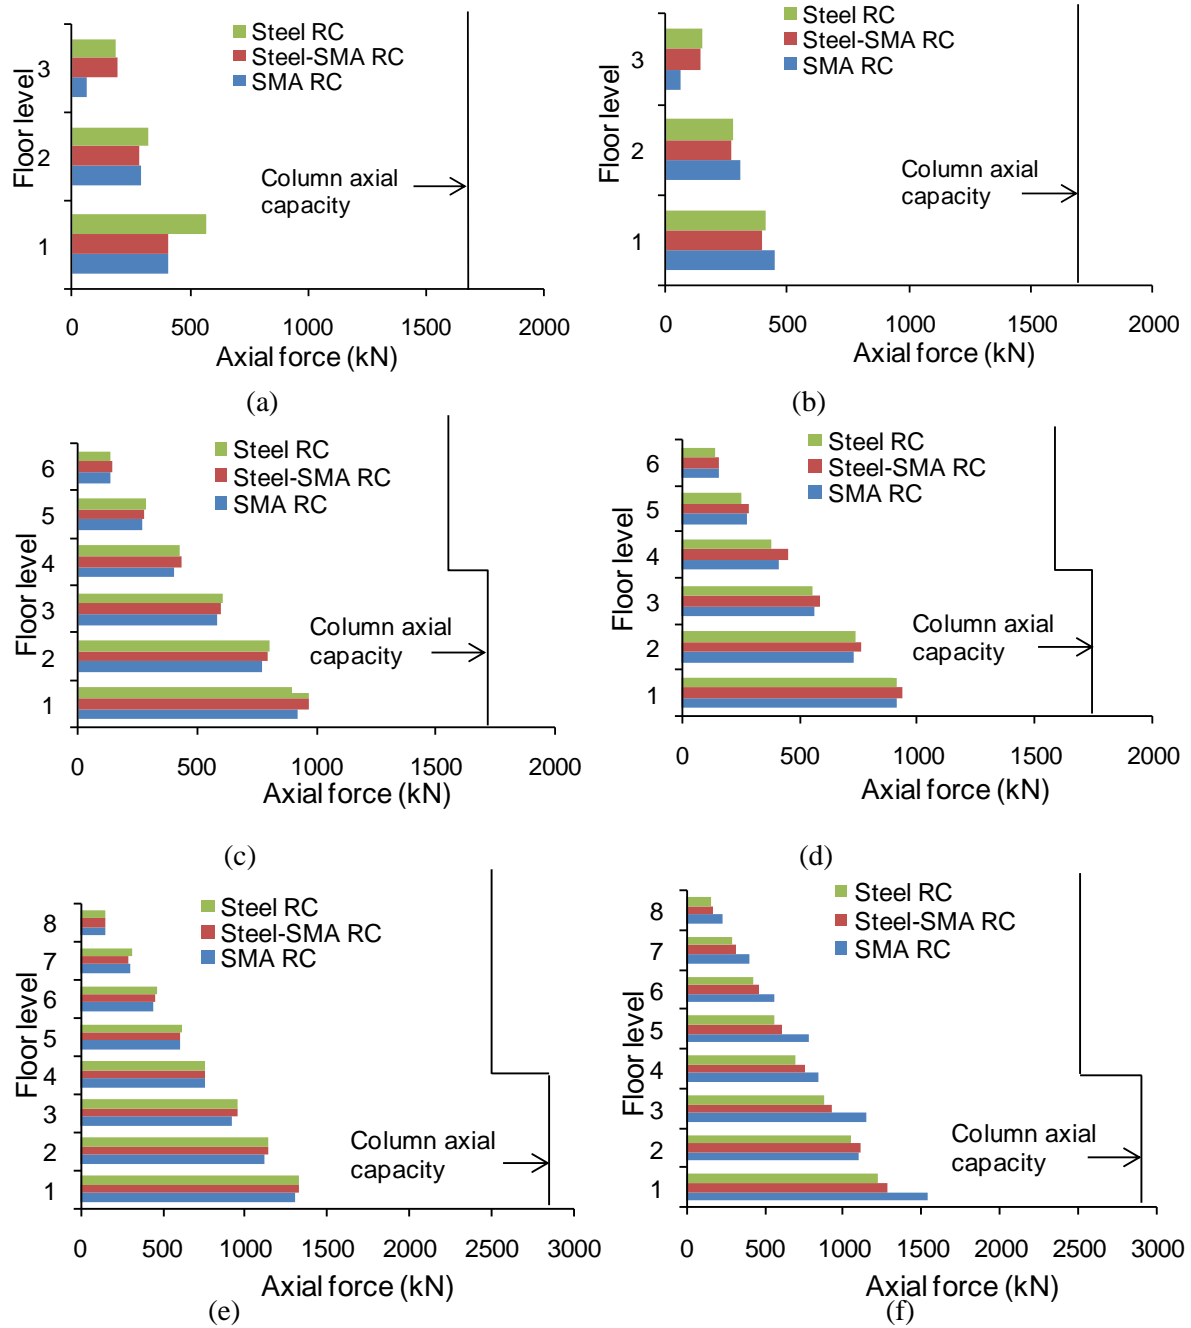 Steel RC
Steel-SMA RC
SMA RC
Floor level
3
2
1
Column axial
capacity
0 500 1000 1500 2000
Axial force (kN)
(a)
Steel RC
Steel-SMA RC
SMA RC
Floor level
3
2
1
Column axial
capacity
0 500 1000 1500 2000
Axial force (kN)
(b)
Steel RC
Steel-SMA RC
SMA RC
Floor level
6
5
4
3
2
1
Column axial
capacity
0 500 1000 1500 2000
Axial force (kN)
(c)
Steel RC
Steel-SMA RC
SMA RC
Floor level
6
5
4
3
2
1
Column axial
capacity
0 500 1000 1500 2000
Axial force (kN)
(d)
Steel RC
Steel-SMA RC
SMA RC
Floor level
8
7
6
5
4
3
2
1
Column axial
capacity
0 500 1000 1500 2000 2500 3000
Axial force (kN)
(e)
Steel RC
Steel-SMA RC
SMA RC
Floor level
8
7
6
5
4
3
2
1
Column axial
capacity
0 500 1000 1500 2000 2500 3000
Axial force (kN)
(f)